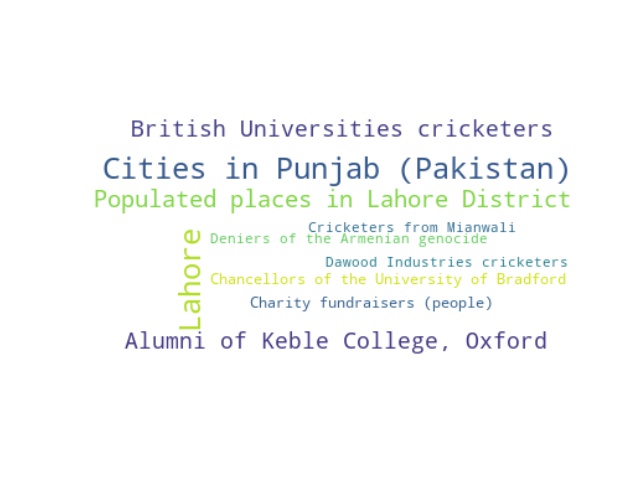 British Universities cricketers
Cities in Punjab (Pakistan)
Populated places in Lahore District
Cricketers from Mianwali
Deniers of the Armenian genocide
Lahore
Dawood Industries cricketers
Chancellors of the University of Bradford
Charity fundraisers (people)
Alumni of Keble College, Oxford